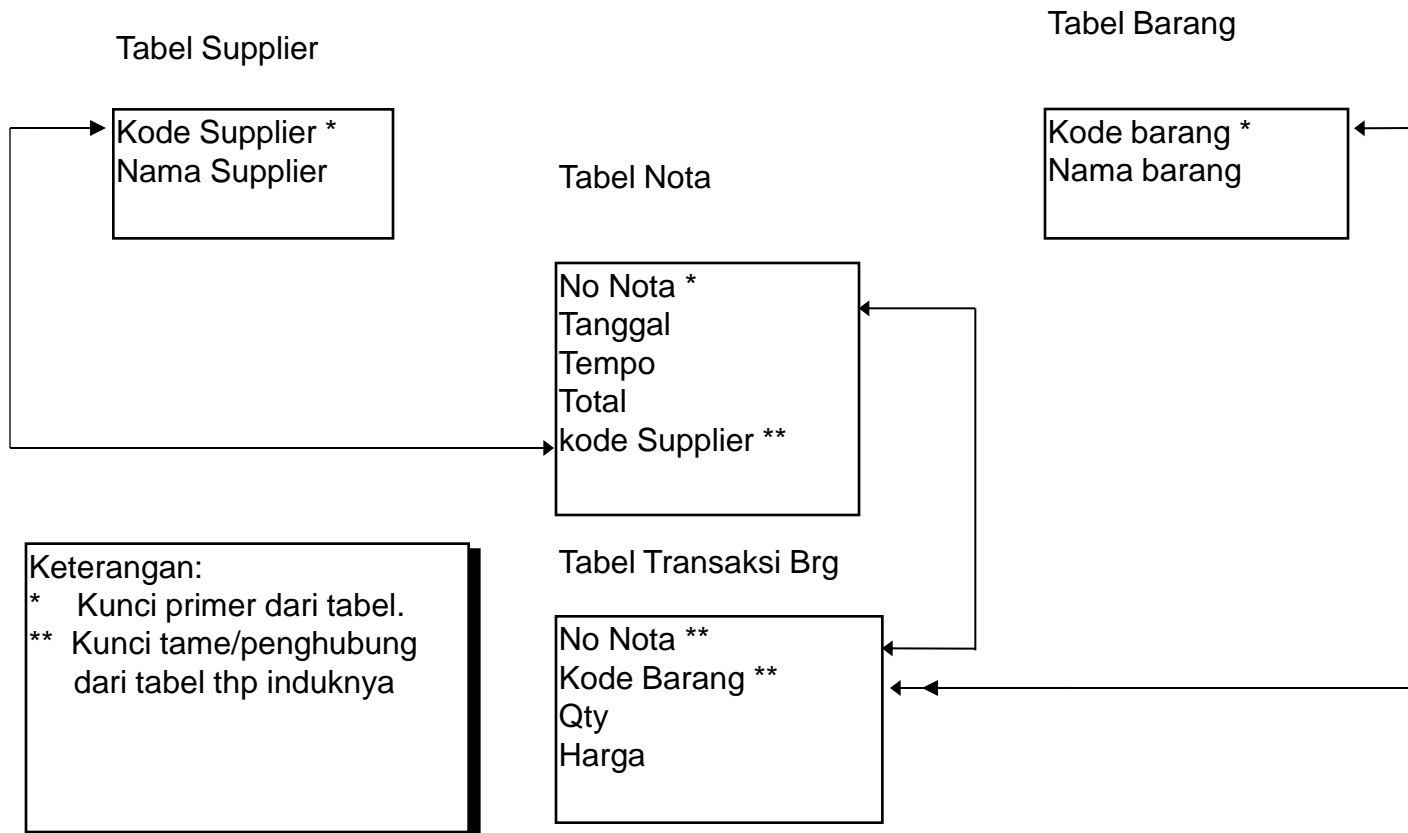 Tabel Supplier
Kode Supplier *
Nama Supplier
Tabel Barang
Kode barang *
Nama barang
Tabel Nota
No Nota *
Tanggal
Tempo
Total
kode Supplier **
Keterangan:
* Kunci primer dari tabel.
** Kunci tame/penghubung
dari tabel thp induknya
Tabel Transaksi Brg
No Nota **
Kode Barang **
Qty
Harga